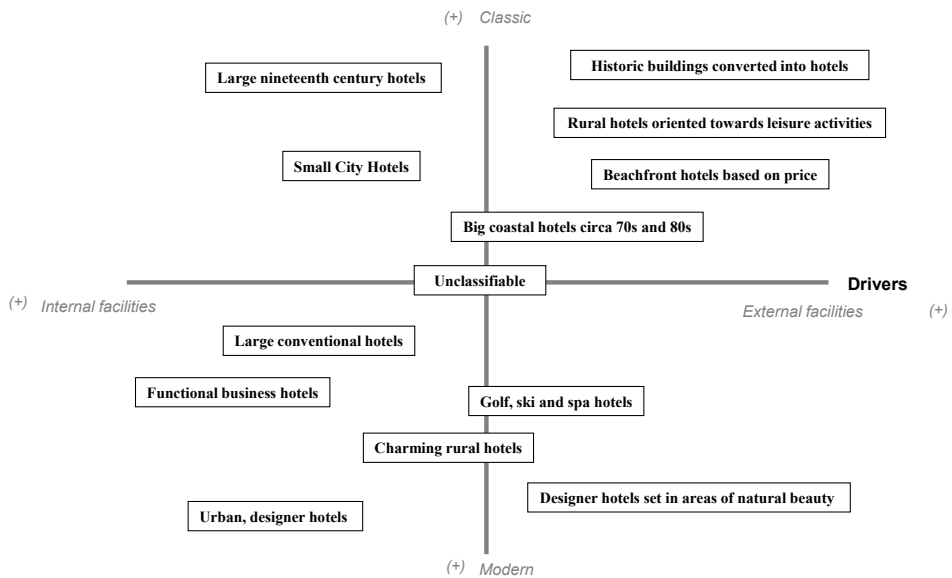 (+) Classic
Historic buildings converted into hotels
Large nineteenth century hotels
Rural hotels oriented towards leisure activities
Small City Hotels
Beachfront hotels based on price
Big coastal hotels circa 70s and 80s
Unclassifiable
Drivers
(+) Internal facilities
External facilities (+)
Large conventional hotels
Functional business hotels
Golf, ski and spa hotels
Charming rural hotels
Designer hotels set in areas of natural beauty
Urban, designer hotels
(+) Modern